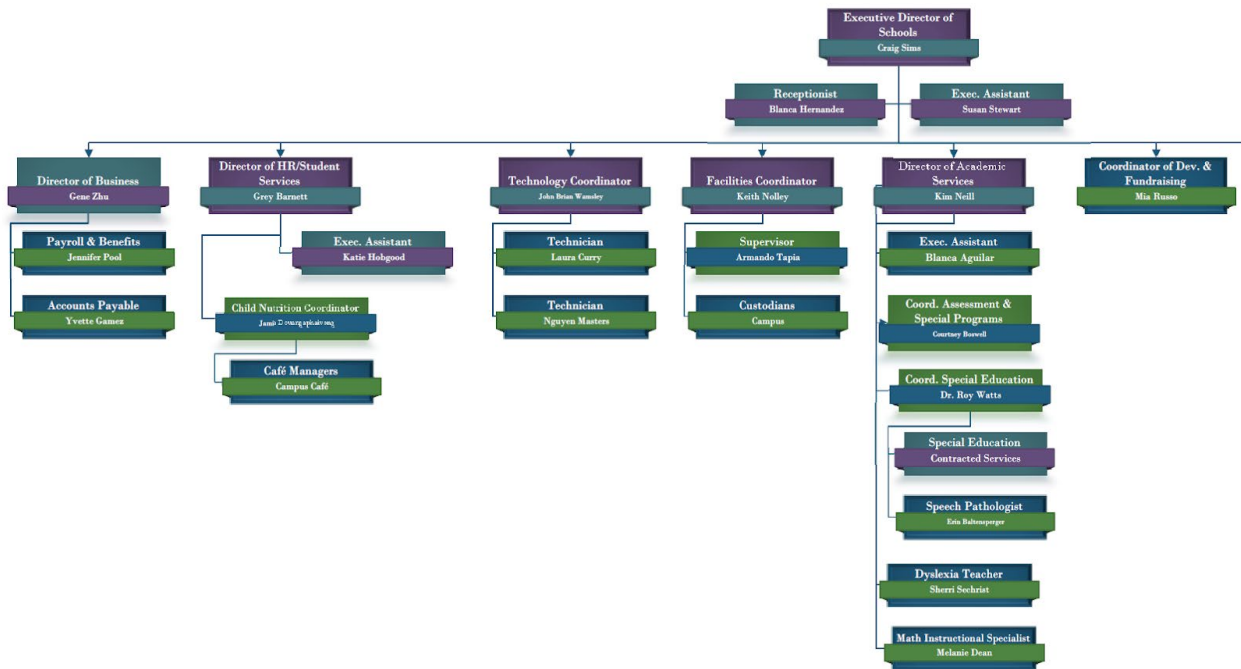 Executive Director of
Schools
Craig Sims
Receptionist
Blanca Hernandez
Exec. Assistant
Susan Stewart
Director of Business
Gene Zhu
Director of HR/Student
Services
Grey Barnett
Technology Coordinator
John Brian Wamsley
Facilities Coordinator
Keith Nolley
Director of Academic
Services
Kim Neill
Coordinator of Dev. &
Fundraising
Mia Russo
Payroll & Benefits
Jennifer Pool
Accounts Payable
Yvette Gamez
Exec. Assistant
Katie Hobgood
Child Nutrition Coordinator
Café Managers
Campus Café
Technician
Laura Curry
Technician
Nguyen Masters
Supervisor
Armando Tapia
Custodians
Campus
Exec. Assistant
Blanca Aguilar
Coord. Assessment &
Special Programs
Courtney Boswell
Coord. Special Education
Dr. Roy Watts
Special Education
Contracted Services
Speech Pathologist
Erin Baltensperger
Dyslexia Teacher
Sherri Sechrist
Math Instructional Specialist
Melanie Dean